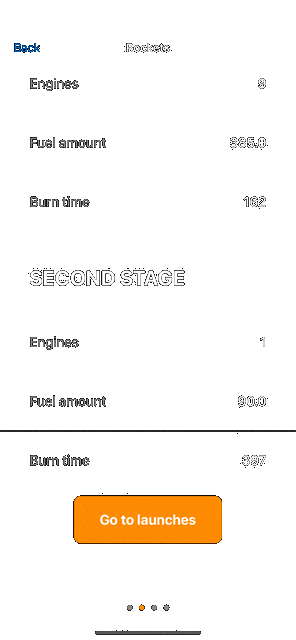 Back Rockets
Engines 9
Fuel amount 385.0
Burn time 162
SECOND STAGE
Engines 1
Fuel amount 90.0
Burn time 397
Go to launches